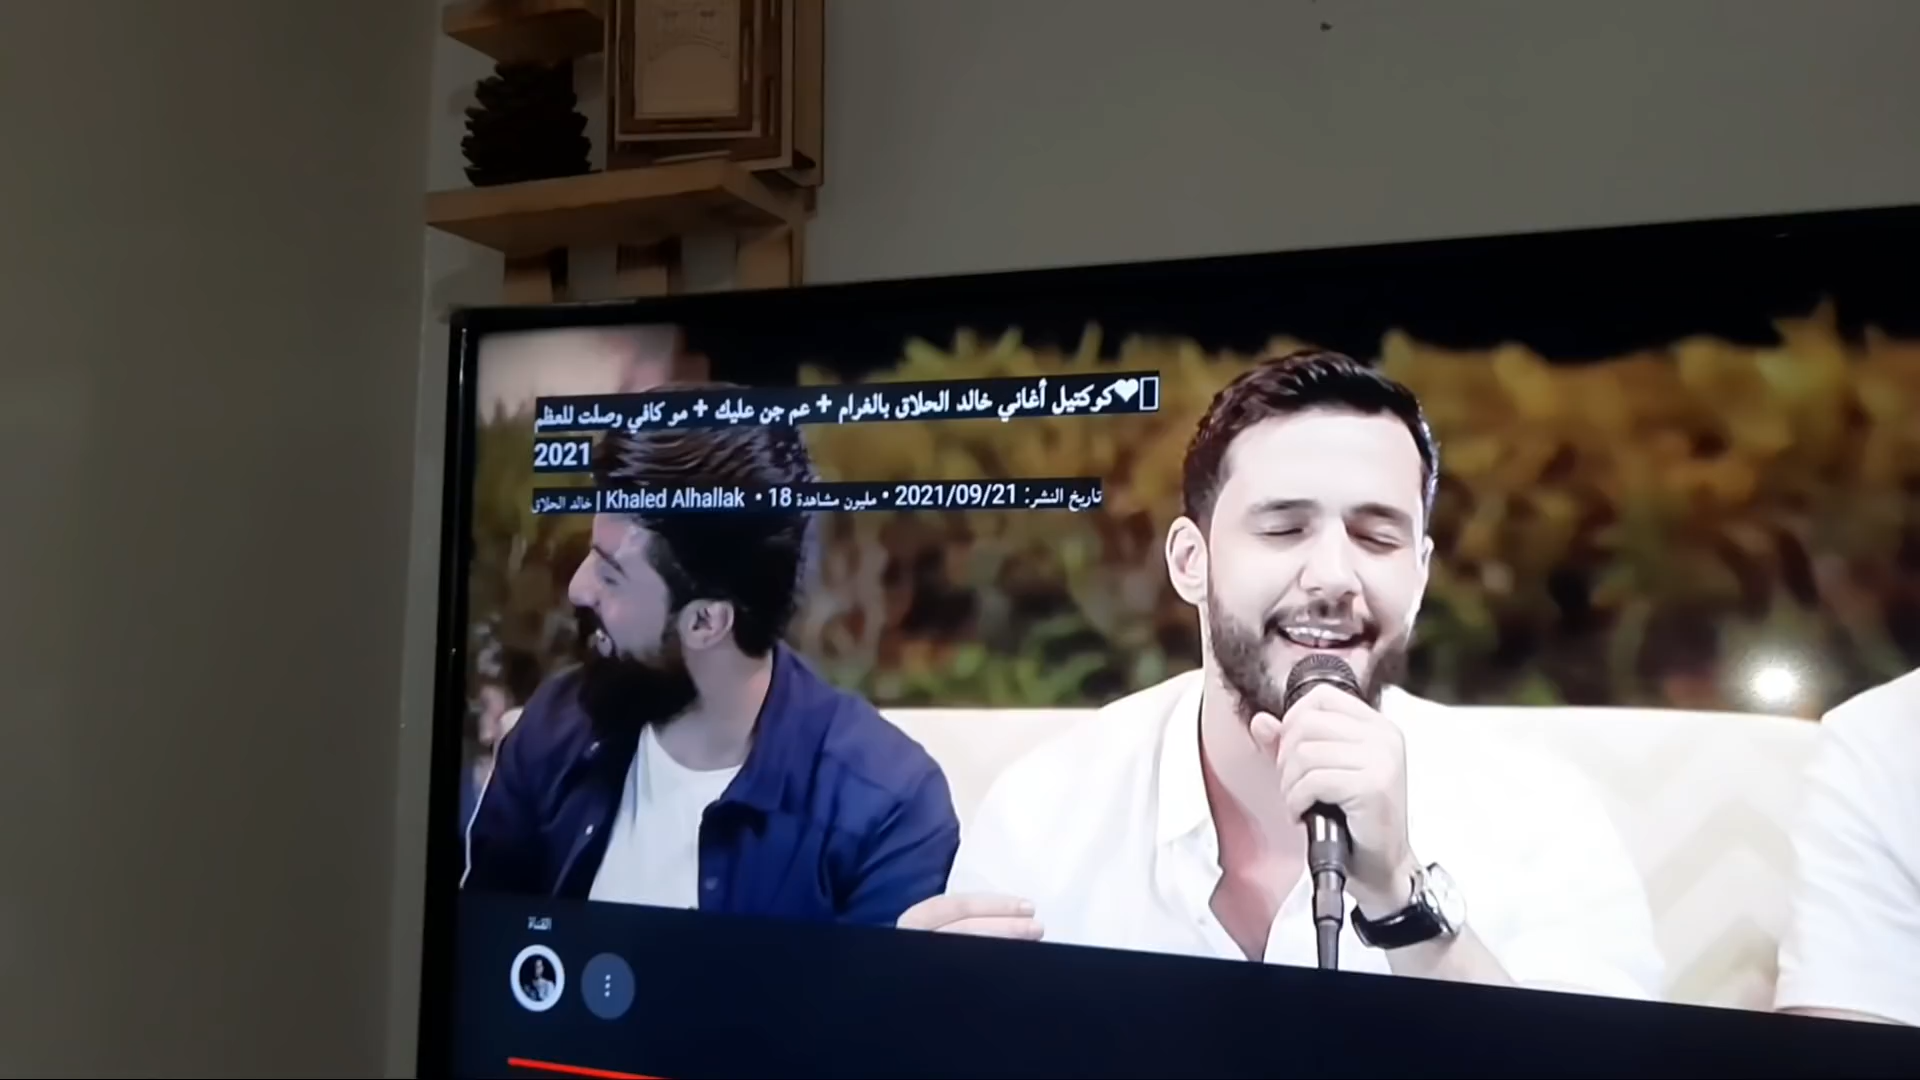 ❤كوكتيل أغاني خالد الحلاق بالغرام + عم جن عليك + مو كافي وصلت للعظم
2021
خالد الحلاق | Khaled Alhallak • 18 مليون مشاهدة • تاريخ النشر: 2021/09/21
القناة